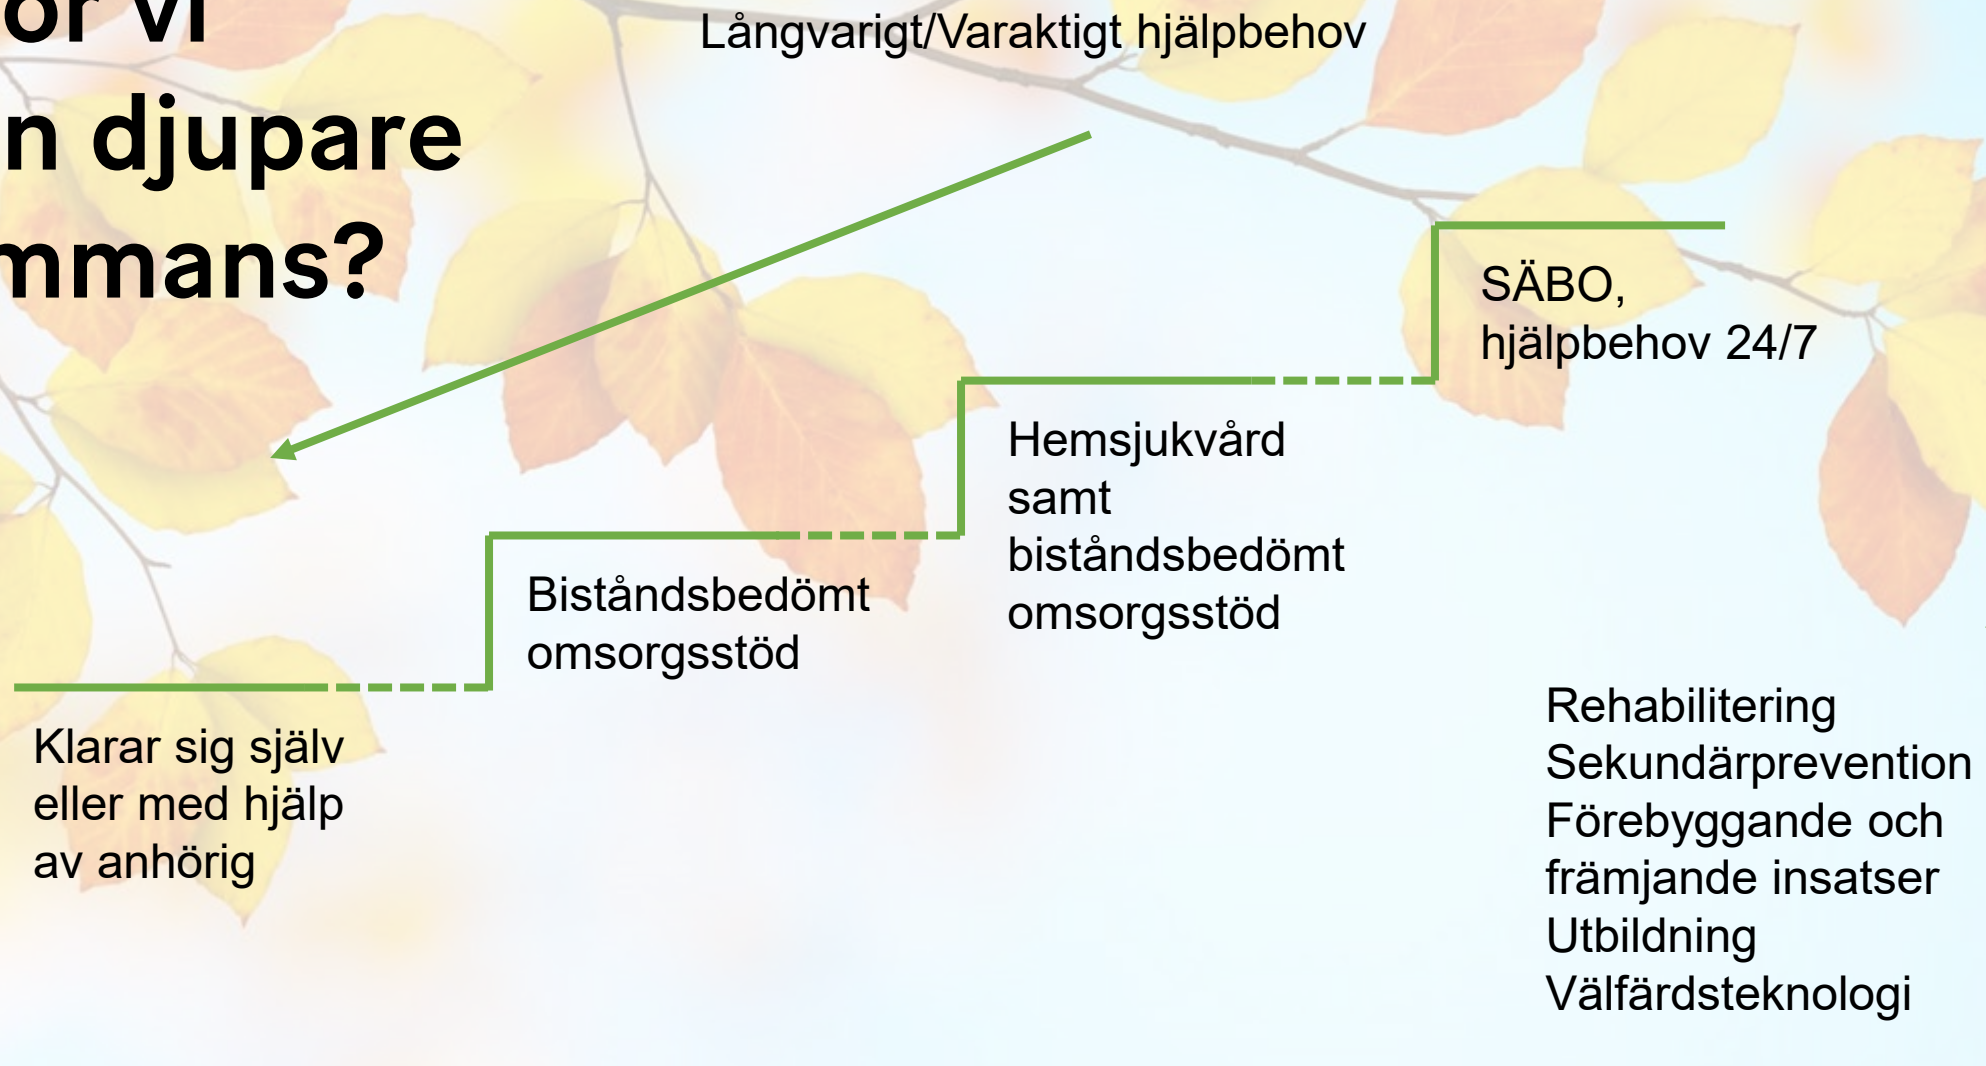 ör vi
n djupare
mmans?
Långvarigt/Varaktigt hjälpbehov
SÄBO,
hjälpbehov 24/7
Hemsjukvård
samt
biståndsbedömt
omsorgsstöd
Biståndsbedömt
omsorgsstöd
Klarar sig själv
eller med hjälp
av anhörig
Rehabilitering
Sekundärprevention
Förebyggande och
främjande insatser
Utbildning
Välfärdsteknologi